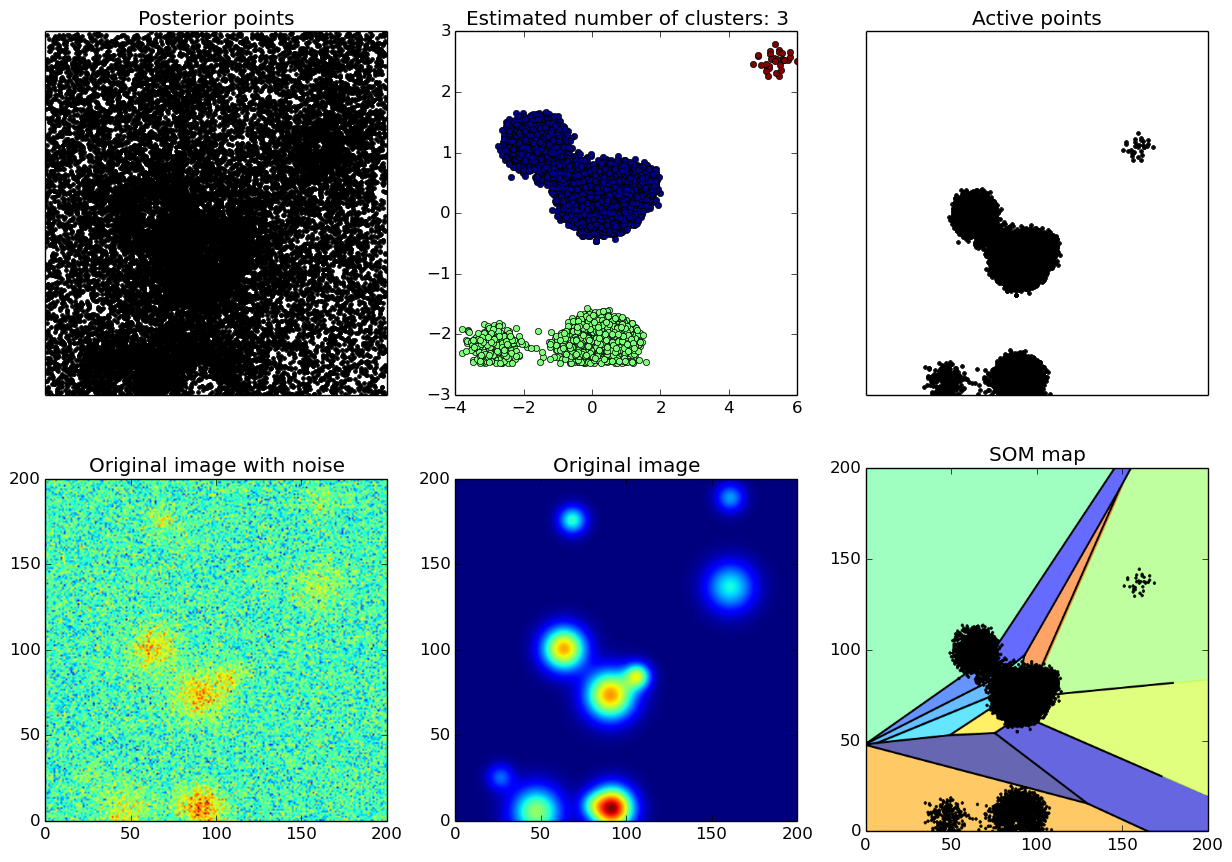 Posterior points
Estimated number of clusters: 3
Active points
3
2
1
0
−1
−2
−3
−4 −2 0 2 4 6
Original image with noise
Original image
SOM map
200
150
100
50
0
0 50 100 150 200
200
150
100
50
0
0 50 100 150 200
200
150
100
50
0
0 50 100 150 200